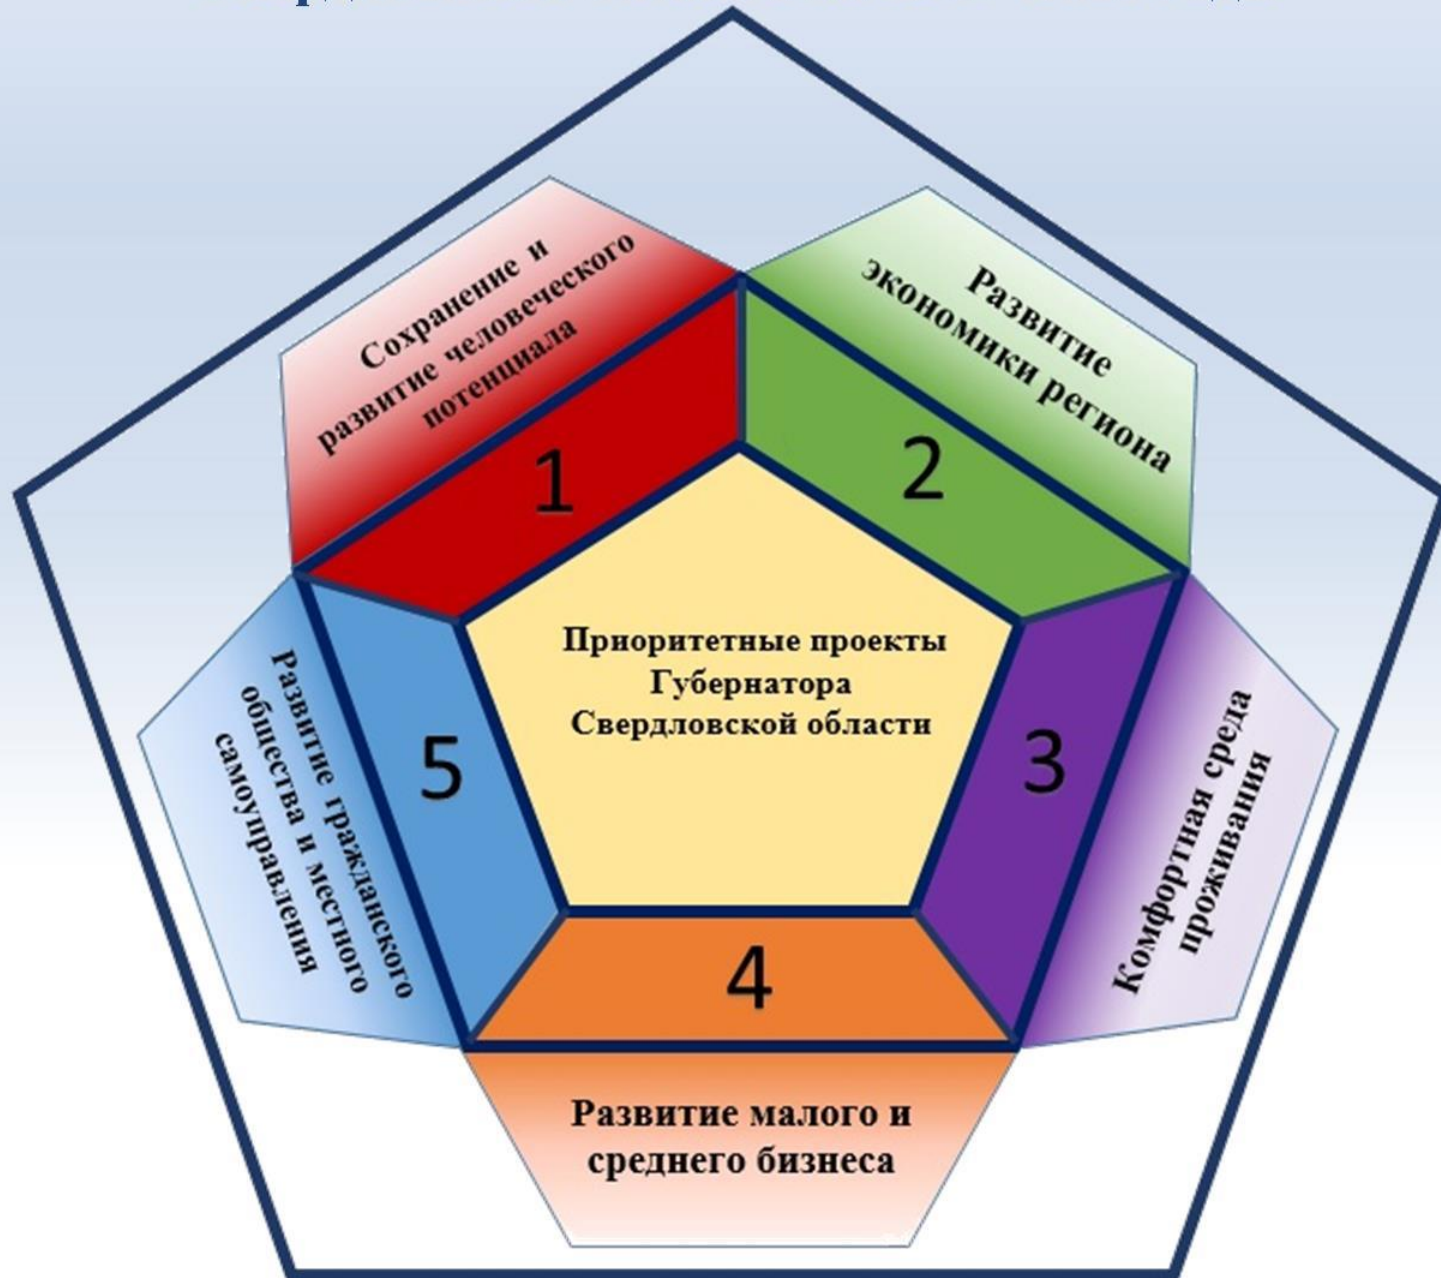 Сохранение и
развитие человеческого
потенциала
1
Развитие
экономики региона
2
Приоритетные проекты
Губернатора
Свердловской области
3
Комфортная среда
проживания
4
Развитие малого и
среднего бизнеса
5
Развитие гражданского
общества и местного
самоуправления